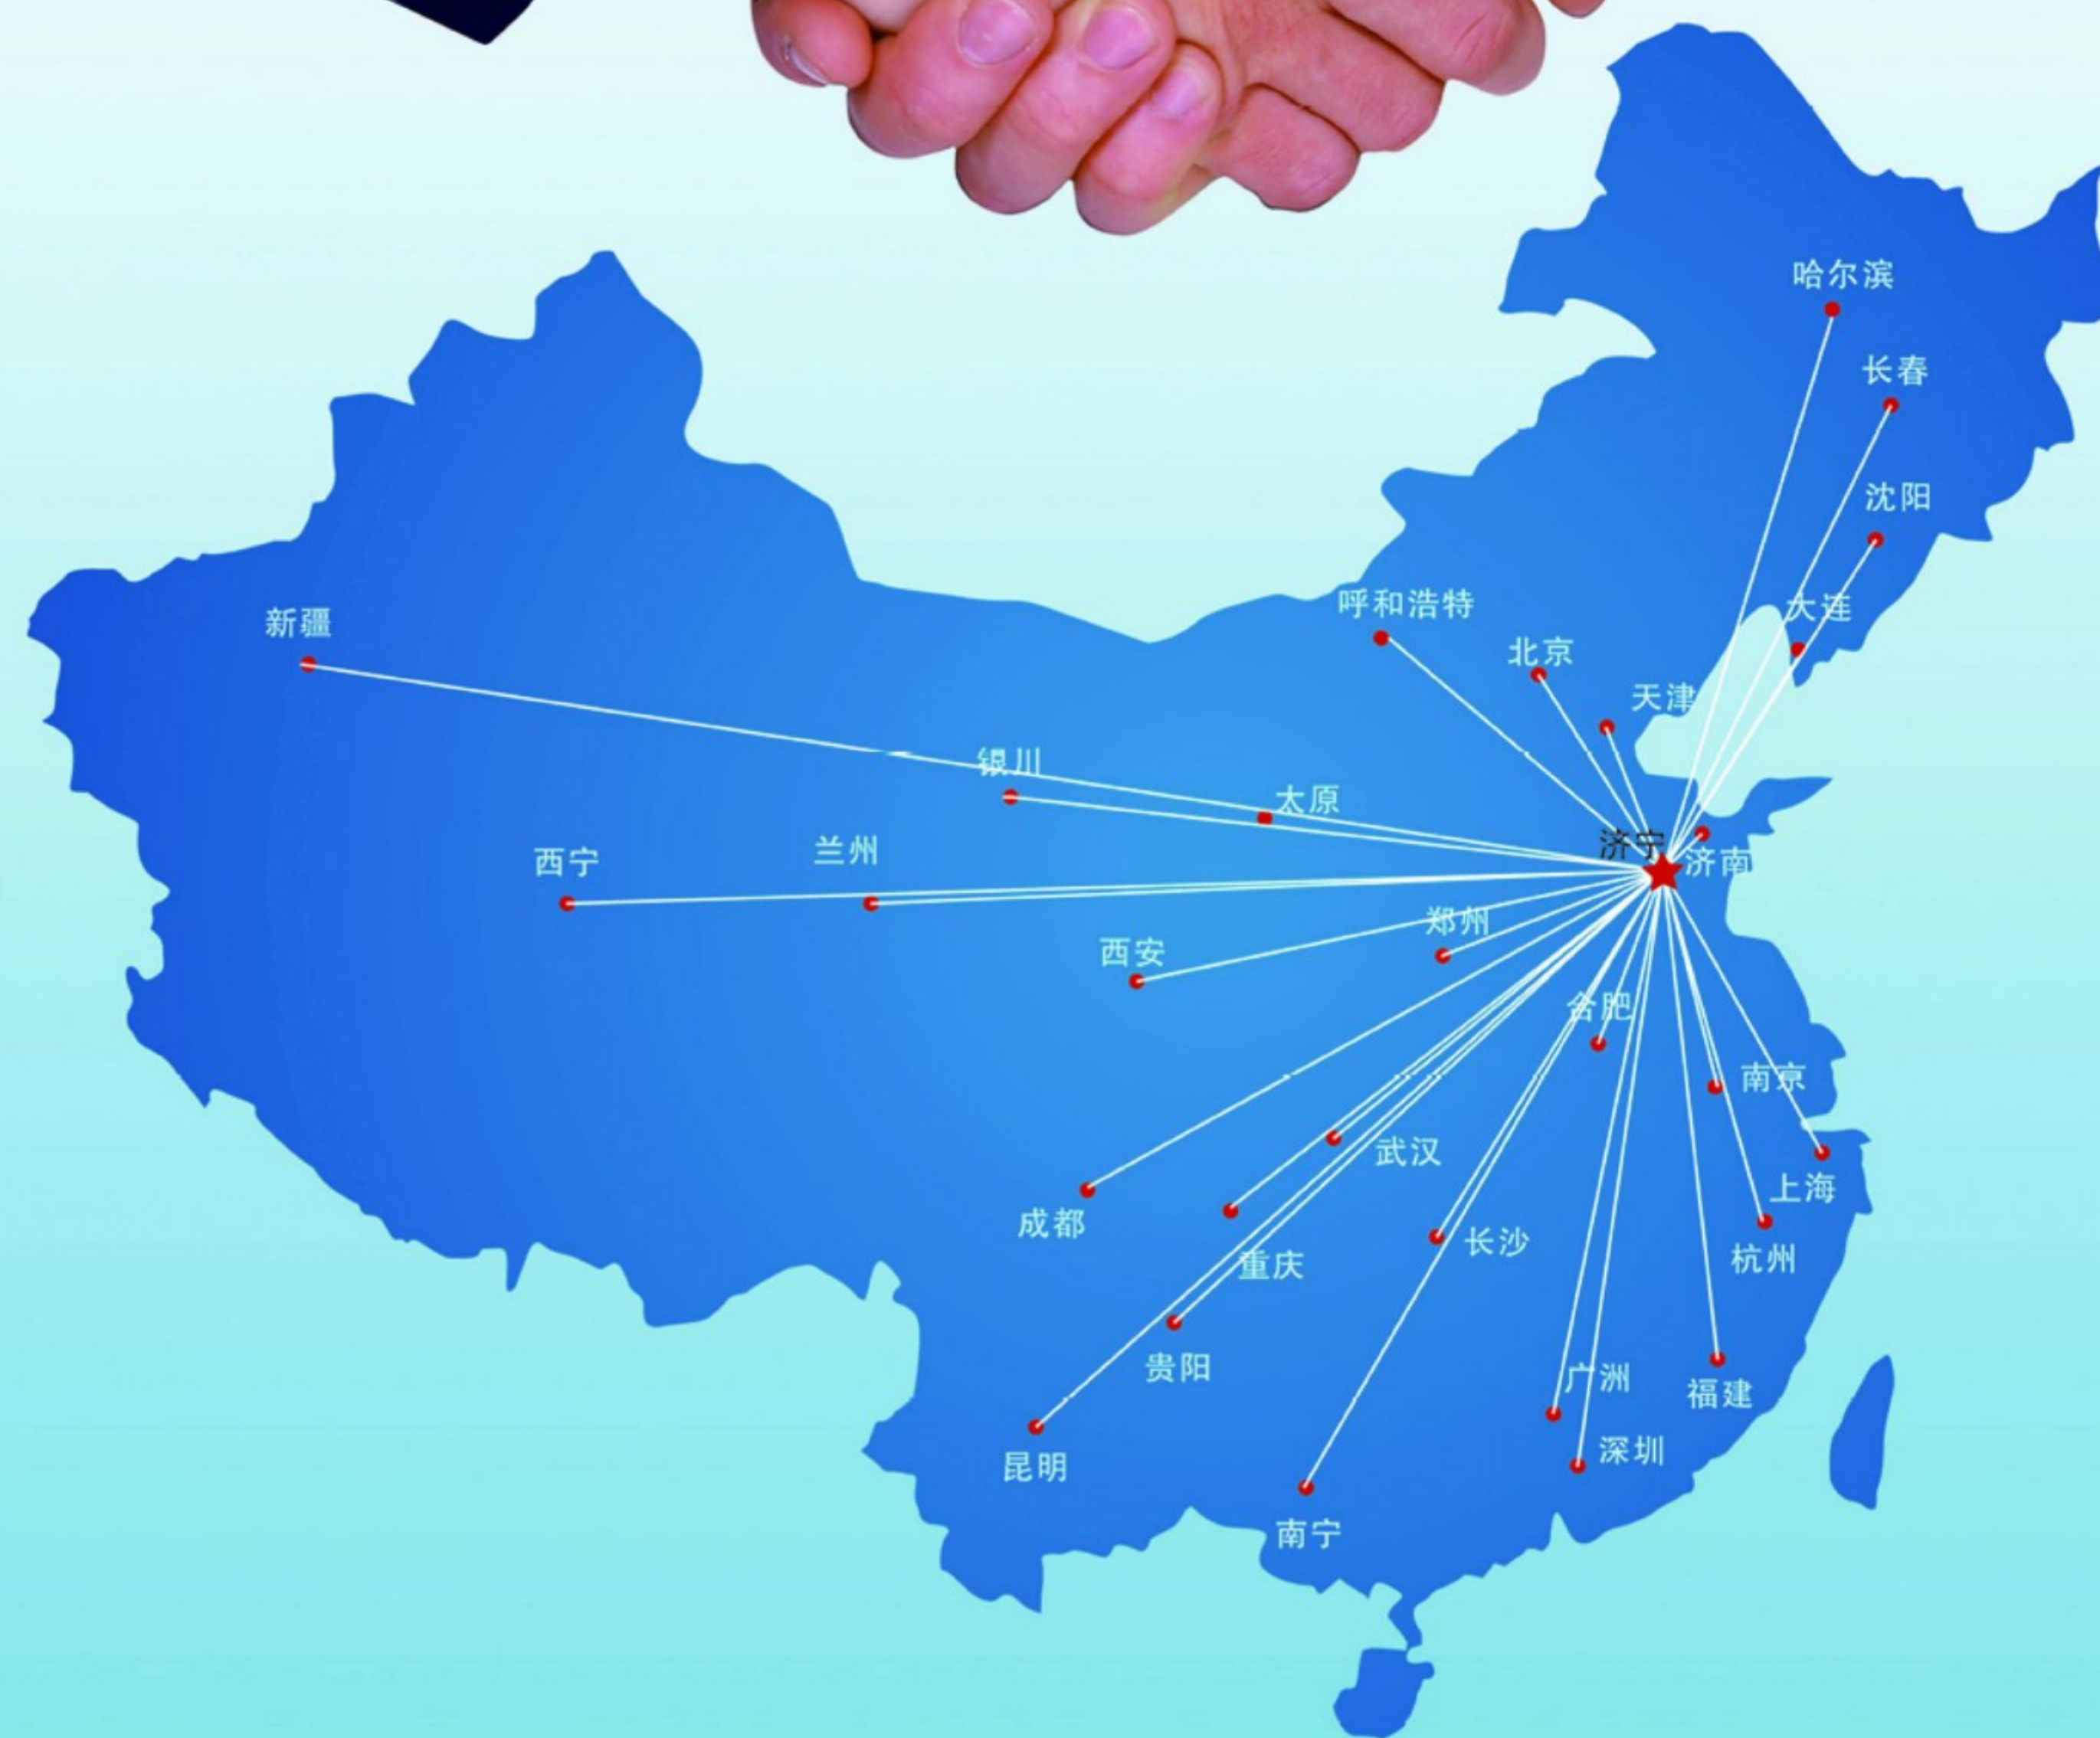 哈尔滨
长春
沈阳
呼和浩特
大连
新疆
北京
天津
银川
太原
济宁
济南
兰州
西宁
郑州
西安
合肥
南京
武汉
上海
成都
长沙
杭州
重庆
贵阳
广洲
福建
深圳
昆明
南宁